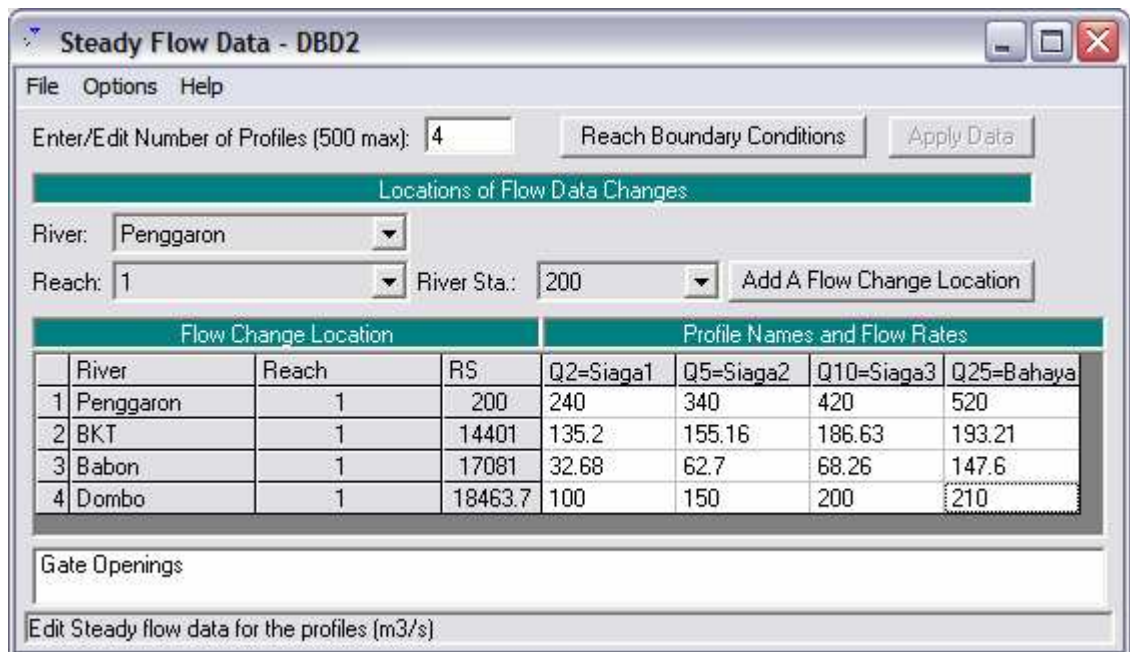 Steady Flow Data - DBD2
File Options Help
Enter/Edit Number of Profiles (500 max): 4 Reach Boundary Conditions Apply Data
Locations of Flow Data Changes
River: Penggaron
Reach: 1 River Sta.: 200 Add A Flow Change Location
Flow Change Location Profile Names and Flow Rates
River Reach RS Q2=Siaga1 Q5=Siaga2 Q10=Siaga3 Q25=Bahaya
1 Penggaron 1 200 240 340 420 520
2 BKT 1 14401 135.2 155.16 186.63 193.21
3 Babon 1 17081 32.68 62.7 68.26 147.6
4 Dombo 1 18463.7 100 150 200 210
Gate Openings
Edit Steady flow data for the profiles (m3/s)